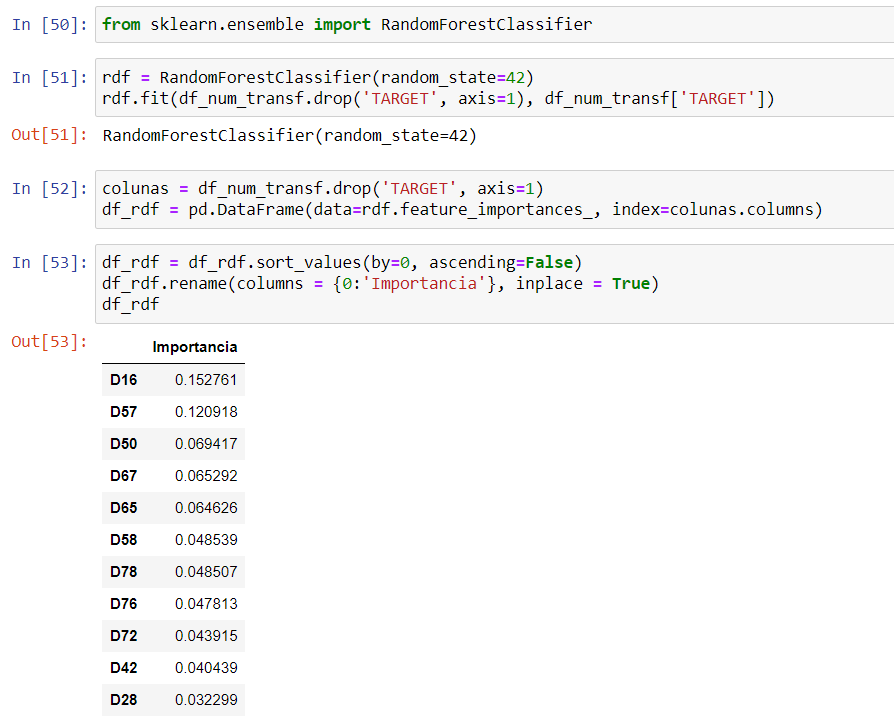 In [50]: from sklearn.ensemble import RandomForestClassifier
In [51]: rdf = RandomForestClassifier(random_state=42)
rdf.fit(df_num_transf.drop('TARGET', axis=1), df_num_transf['TARGET'])
Out[51]: RandomForestClassifier(random_state=42)
In [52]: colunas = df_num_transf.drop('TARGET', axis=1)
df_rdf = pd.DataFrame(data=rdf.feature_importances_, index=colunas.columns)
In [53]: df_rdf = df_rdf.sort_values(by=0, ascending=False)
df_rdf.rename(columns = {0:'Importancia'}, inplace = True)
df_rdf
Out[53]:
Importancia
D16 0.152761
D57 0.120918
D50 0.069417
D67 0.065292
D65 0.064626
D58 0.048539
D78 0.048507
D76 0.047813
D72 0.043915
D42 0.040439
D28 0.032299